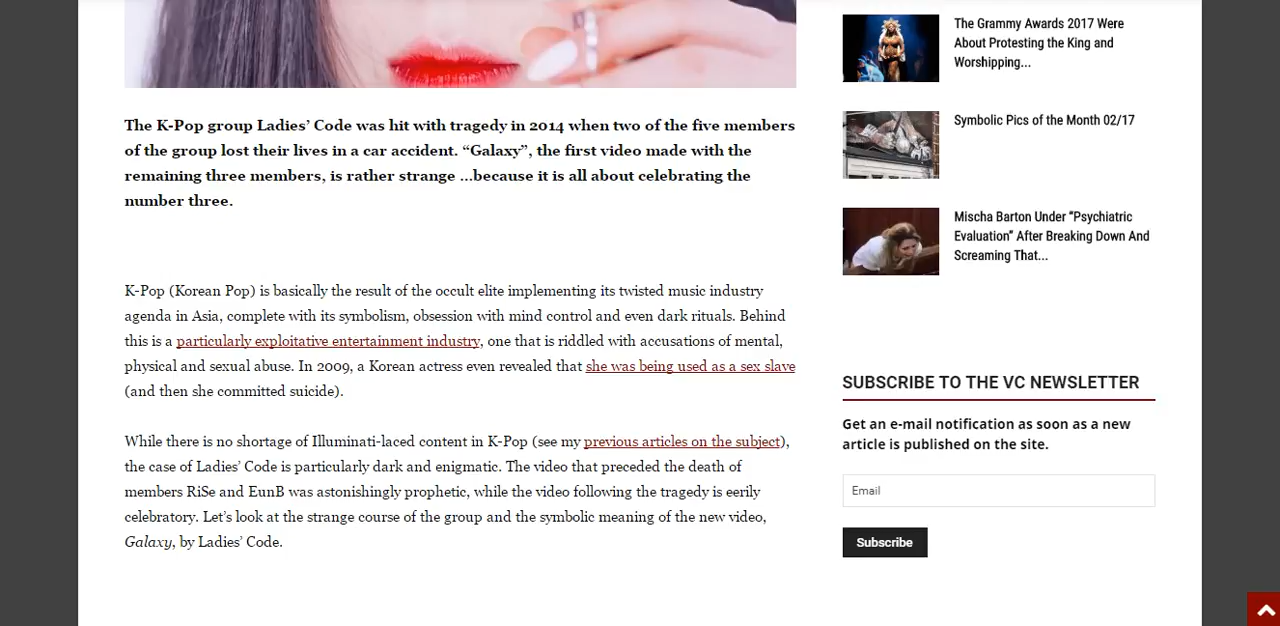 The K-Pop group Ladies’ Code was hit with tragedy in 2014 when two of the five members
of the group lost their lives in a car accident. “Galaxy”, the first video made with the
remaining three members, is rather strange …because it is all about celebrating the
number three.
K-Pop (Korean Pop) is basically the result of the occult elite implementing its twisted music industry
agenda in Asia, complete with its symbolism, obsession with mind control and even dark rituals. Behind
this is a particularly exploitative entertainment industry, one that is riddled with accusations of mental,
physical and sexual abuse. In 2009, a Korean actress even revealed that she was being used as a sex slave
(and then she committed suicide).
While there is no shortage of Illuminati-laced content in K-Pop (see my previous articles on the subject),
the case of Ladies’ Code is particularly dark and enigmatic. The video that preceded the death of
members RiSe and EunB was astonishingly prophetic, while the video following the tragedy is eerily
celebratory. Let’s look at the strange course of the group and the symbolic meaning of the new video,
Galaxy, by Ladies’ Code.
The Grammy Awards 2017 Were
About Protesting the King and
Worshipping...
Symbolic Pics of the Month 02/17
Mischa Barton Under “Psychiatric
Evaluation” After Breaking Down And
Screaming That...
SUBSCRIBE TO THE VC NEWSLETTER
Get an e-mail notification as soon as a new
article is published on the site.
Email
Subscribe